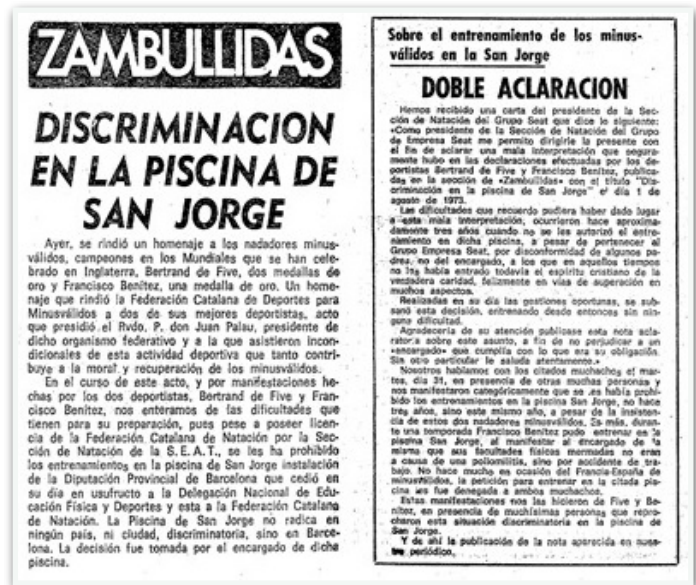 ZAMBULLIDAS
DISCRIMINACION
EN LA PISCINA DE
SAN JORGE
Ayer, se rindió un homenaje a los nadadores minus-
válidos, campeones en los Mundiales que se han cele-
brado en Inglaterra, Bertrand de Five, dos medallas de
oro y Francisco Benítez, una medalla de oro. Un home-
naje que rindió la Federación Catalana de Deportes para
Minusválidos a dos de sus mejores deportistas, acto
que presidió el Rvdo. P. don Juan Palau, presidente de
dicho organismo federativo y a la que asistieron incon-
dicionales de esta actividad deportiva que tanto contri-
buye a la moral y recuperación de los minusválidos.
En el curso de este acto, y por manifestaciones he-
chas por los dos deportistas, Bertrand de Five y Fran-
cisco Benítez, nos enteramos de las dificultades que
tienen para su preparación, pues pese a poseer licen-
cia de la Federación Catalana de Natación por la Sec-
ción de Natación de la S.E.A.T., se les ha prohibido
los entrenamientos en la piscina de San Jorge instalación
de la Diputación Provincial de Barcelona que cedió en
su día en usufructo a la Delegación Nacional de Edu-
cación Física y Deportes y esta a la Federación Catalana
de Natación. La Piscina de San Jorge no radica en
ningún país, ni ciudad, discriminatoria, sino en Barce-
lona. La decisión fue tomada por el encargado de dicha
piscina.
Sobre el entrenamiento de los minus-
válidos en la San Jorge
DOBLE ACLARACION
Hemos recibido una carta del presidente de la Sec-
ción de Natación del Grupo Seat que dice lo siguiente:
«Como presidente de la Sección de Natación del Grupo
de Empresa Seat me permito dirigirle la presente con
el fin de aclarar una mala interpretación que segura-
mente hubo en las declaraciones efectuadas por los de-
portistas Bertrand de Five y Francisco Benítez, publica-
das en la sección de «Zambullidas» con el título "Dis-
criminación en la piscina de San Jorge" el día 1 de
agosto de 1973.
Las dificultades que recuerdo pudiera haber dado lugar
a esta mala interpretación, ocurrieron hace aproxima-
damente tres años cuando no se les autorizó el entre-
namiento en dicha piscina, a pesar de pertenecer al
Grupo Empresa Seat, por disconformidad de algunos pa-
dres, no del encargado, a los que en aquellos tiempos
no les había entrado todavía el espíritu cristiano de la
verdadera caridad, felizmente en vías de superación en
muchos aspectos.
Realizadas en su día las gestiones oportunas, se sub-
sanó esta decisión, entrenando desde entonces sin nin-
guna dificultad.
Agradecería de su atención publicase esta nota acla-
ratoria sobre este asunto, a fin de no perjudicar a un
«encargado» que cumplía con lo que era su obligación.
Sin otro particular le saluda atentamente.»
Nosotros hablamos con los citados muchachos el mar-
tes, día 31, en presencia de otras muchas personas y
nos manifestaron categóricamente que se les había prohi-
bido los entrenamientos en la piscina San Jorge, no hace
tres años, sino este mismo año, a pesar de la insisten-
cia de estos dos nadadores minusválidos. Es más, duran-
te una temporada Francisco Benítez pudo entrenar en la
piscina San Jorge, al manifestar al encargado de la
misma que sus facultades físicas mermadas no eran
a causa de una poliomilitis, sino por accidente de tra-
bajo. No hace mucho en ocasión del Francia-España de
minusválidos, la petición para entrenar en la citada pis-
cina les fue denegada a ambos muchachos.
Estas manifestaciones nos las hicieron de Five y Be-
nítez, en presencia de muchísimas personas que repro-
charon esta situación discriminatoria en la piscina de
San Jorge.
Y de ahí la publicación de la nota aparecida en nues-
tro periódico.